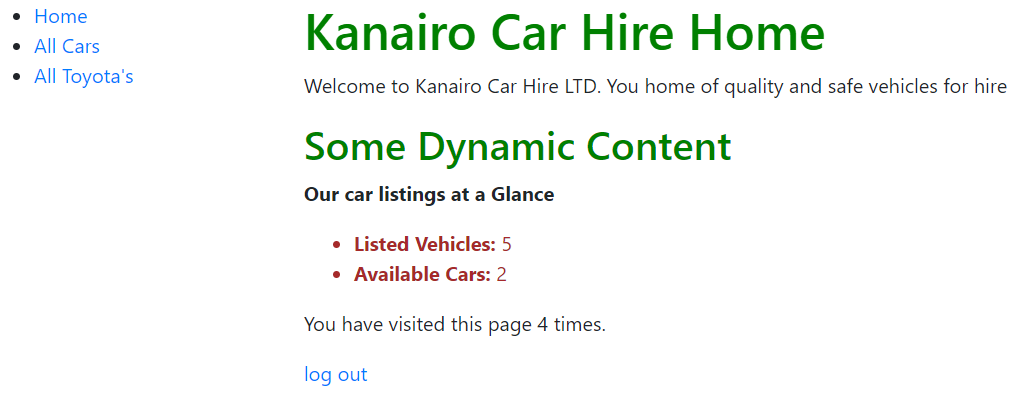 Home
All Cars
All Toyota's
Kanairo Car Hire Home
Welcome to Kanairo Car Hire LTD. You home of quality and safe vehicles for hire
Some Dynamic Content
Our car listings at a Glance
Listed Vehicles: 5
Available Cars: 2
You have visited this page 4 times.
log out